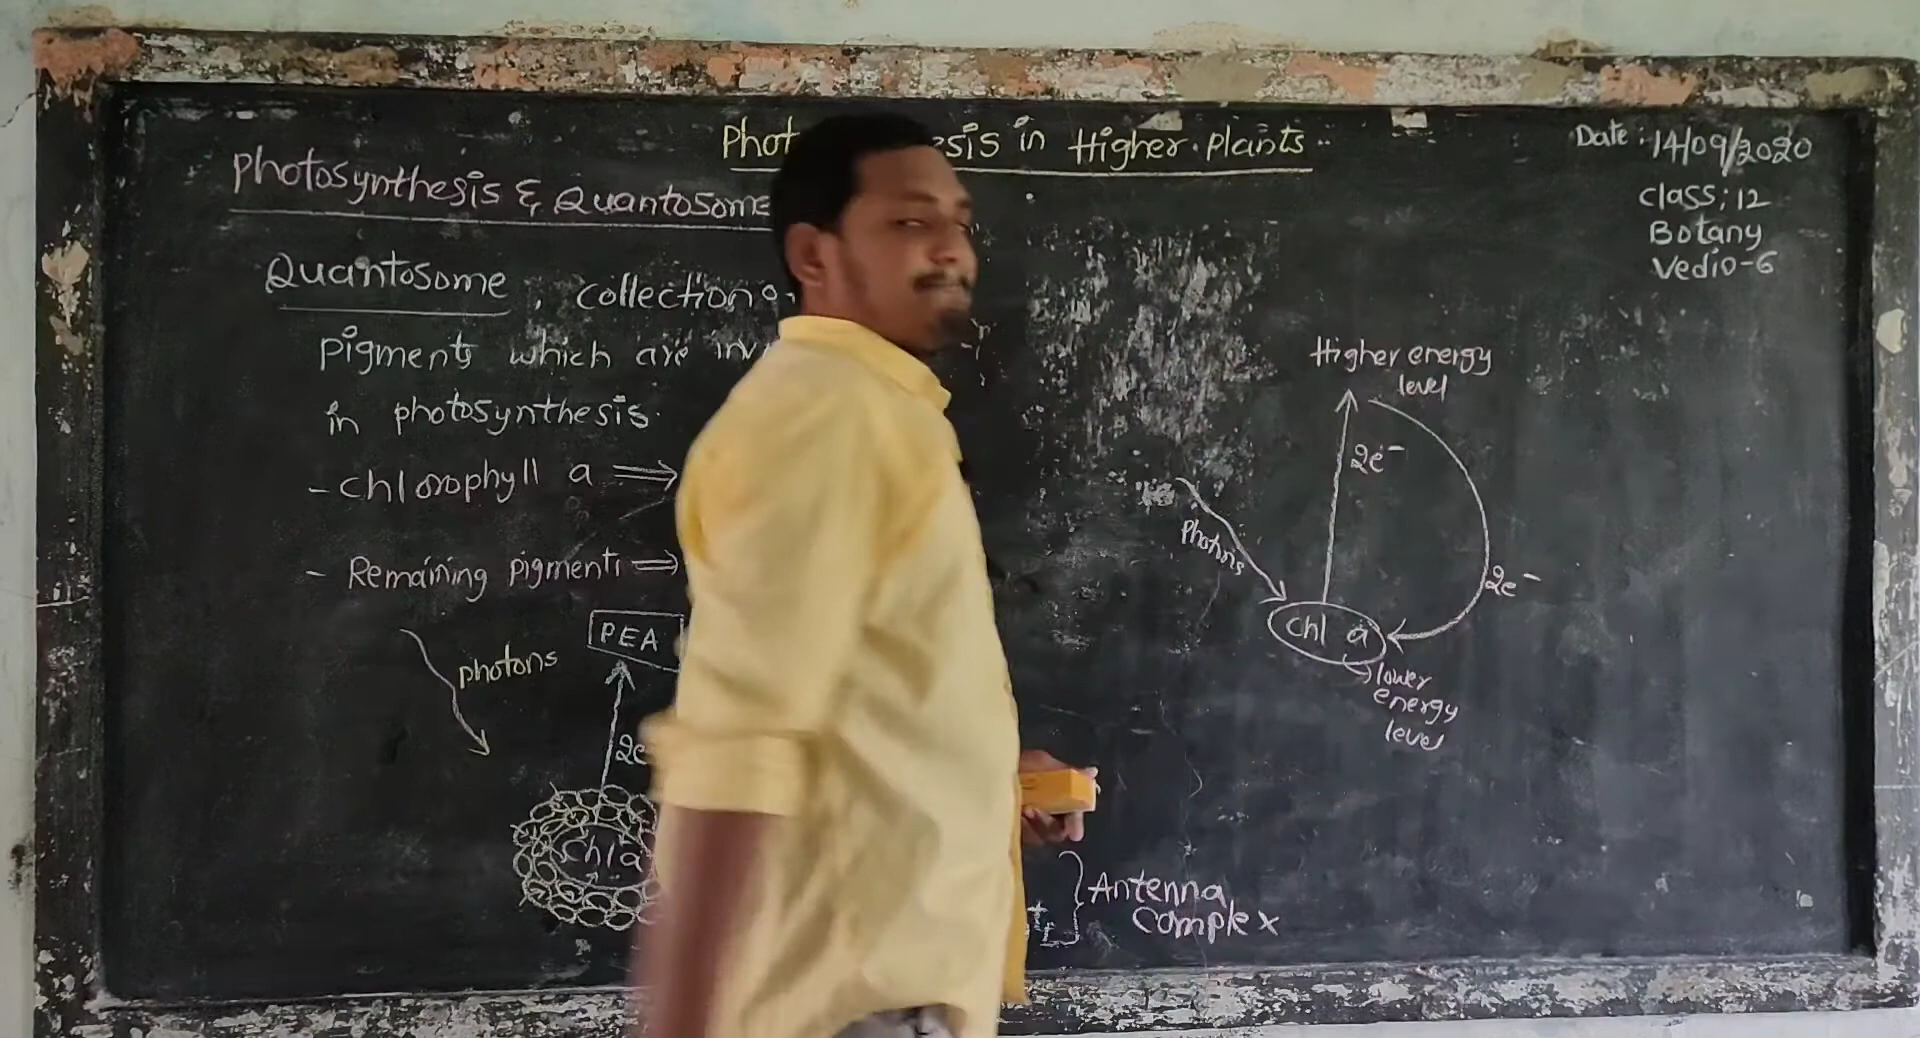 Phot sis in Higher plants
Date: 14/09/2020
Class: 12
Botany
Vedio-6
Photosynthesis & Quantosome
Quantosome, collection
pigments which are inv
in photosynthesis.
- Chlorophyll a ⇒
- Remaining pigments ⇒
PEA
photons
2e
Chl a
Antenna
complex
Higher energy
level
2e⁻
Photons
2e⁻
Chl a
lower
energy
level